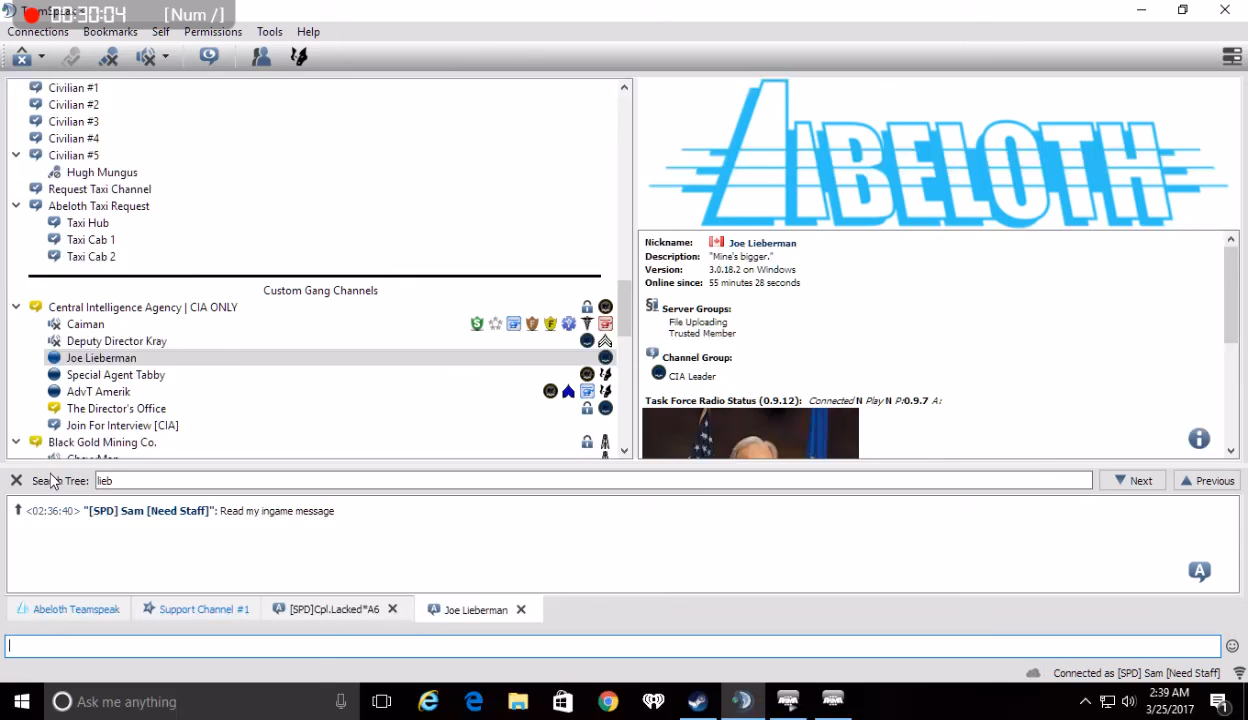 TeamSpeak
00:30:04 [Num /]
Connections Bookmarks Self Permissions Tools Help
Civilian #1
Civilian #2
Civilian #3
Civilian #4
Civilian #5
Hugh Mungus
Request Taxi Channel
Abeloth Taxi Request
Taxi Hub
Taxi Cab 1
Taxi Cab 2
Custom Gang Channels
Central Intelligence Agency | CIA ONLY
Caiman
Deputy Director Kray
Joe Lieberman
Special Agent Tabby
AdvT Amerik
The Director's Office
Join For Interview [CIA]
Black Gold Mining Co.
ABELOTH
Nickname: Joe Lieberman
Description: "Mine's bigger."
Version: 3.0.18.2 on Windows
Online since: 55 minutes 28 seconds
Server Groups:
File Uploading
Trusted Member
Channel Group:
CIA Leader
Task Force Radio Status (0.9.12): Connected N Play N P:0.9.7 A:
Search Tree: lieb Next Previous
<02:36:40> "[SPD] Sam [Need Staff]": Read my ingame message
Abeloth Teamspeak Support Channel #1 [SPD]Cpl.Lacked*A6 Joe Lieberman
Connected as [SPD] Sam [Need Staff]
Ask me anything
2:39 AM
3/25/2017
1